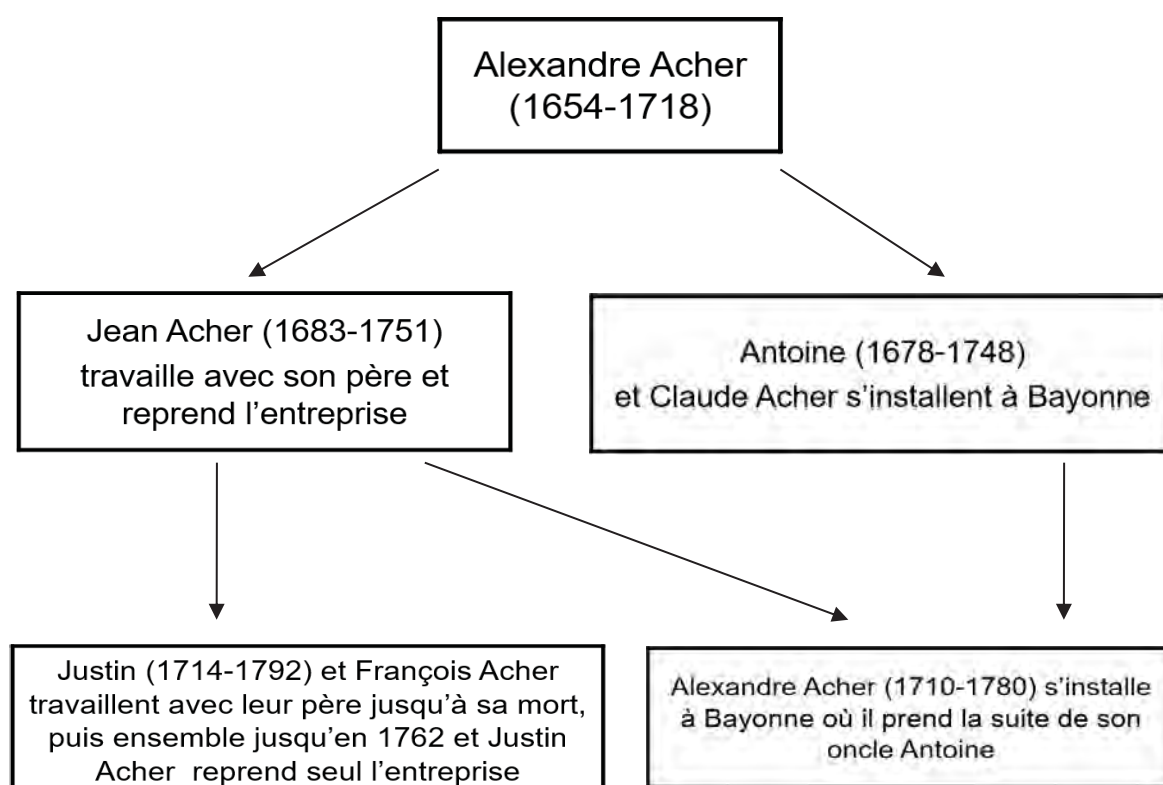 Alexandre Acher
(1654-1718)
Jean Acher (1683-1751)
travaille avec son père et
reprend l’entreprise
Antoine (1678-1748)
et Claude Acher s’installent à Bayonne
Justin (1714-1792) et François Acher
travaillent avec leur père jusqu’à sa mort,
puis ensemble jusqu’en 1762 et Justin
Acher reprend seul l’entreprise
Alexandre Acher (1710-1780) s’installe
à Bayonne où il prend la suite de son
oncle Antoine